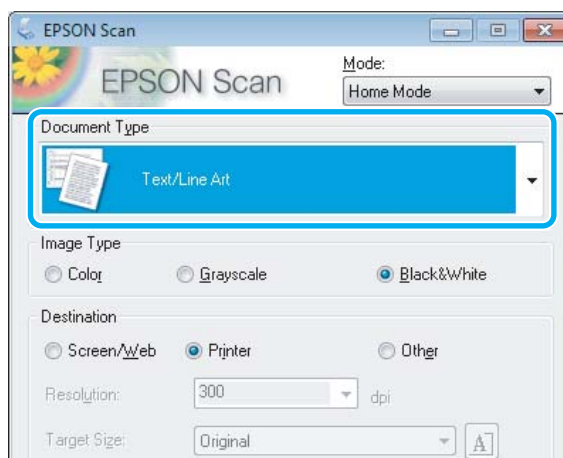 EPSON Scan
EPSON Scan
Mode:
Home Mode
Document Type
Text/Line Art
Image Type
Color Grayscale Black&White
Destination
Screen/Web Printer Other
Resolution: 300 dpi
Target Size: Original A